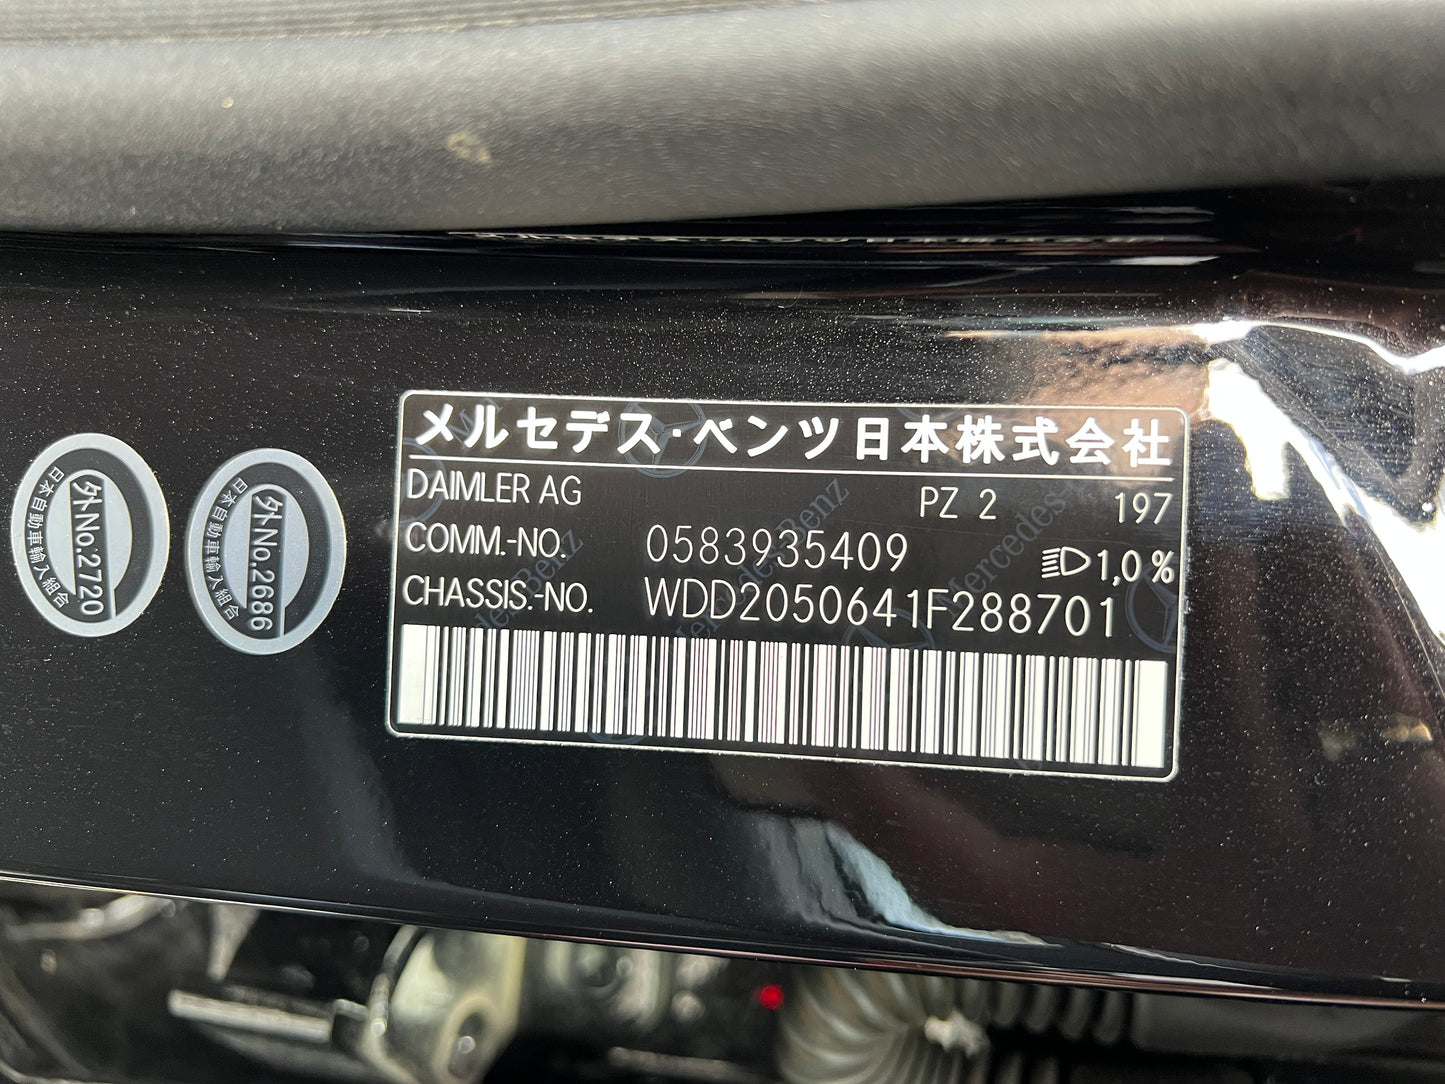 メルセデス・ベンツ日本株式会社
DAIMLER AG PZ 2 197
COMM.-NO. 0583935409 1,0 %
CHASSIS.-NO. WDD2050641F288701
日本自動車輸入組合
外No.2720
日本自動車輸入組合
外No.2686
Mercedes-Benz